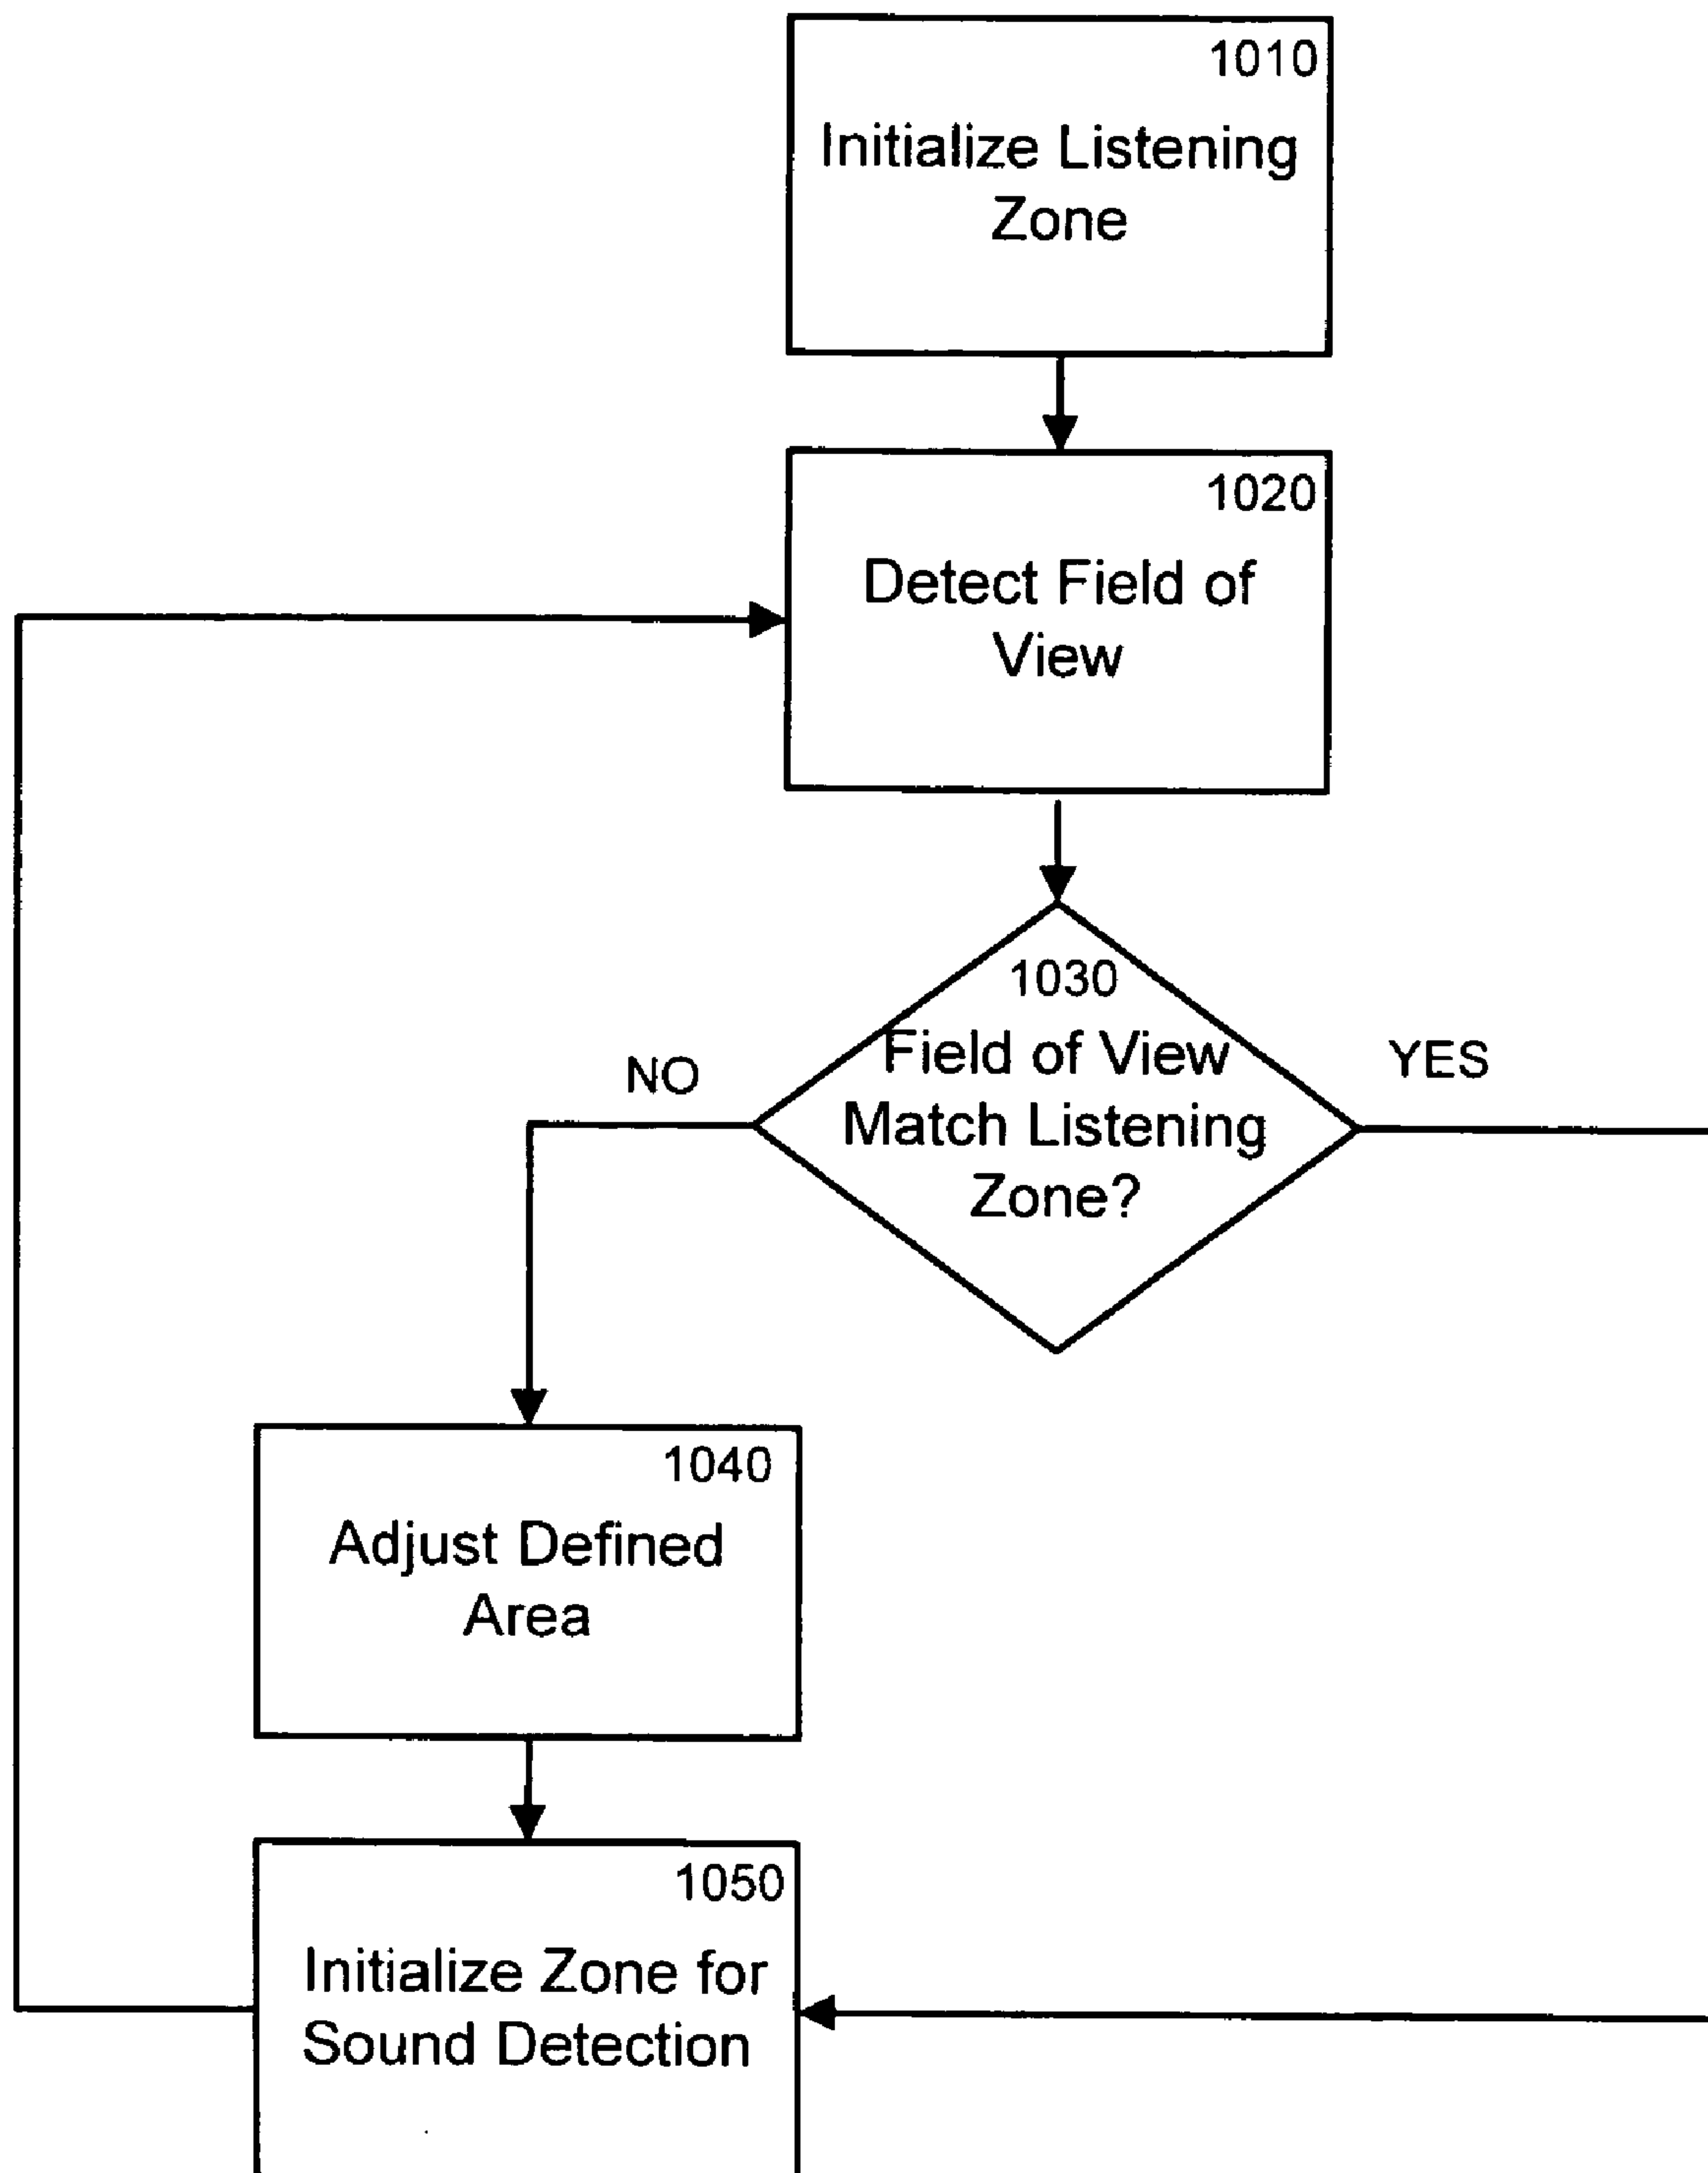 1010
Initialize Listening
Zone
1020
Detect Field of
View
1030
Field of View
Match Listening
Zone?
NO
YES
1040
Adjust Defined
Area
1050
Initialize Zone for
Sound Detection